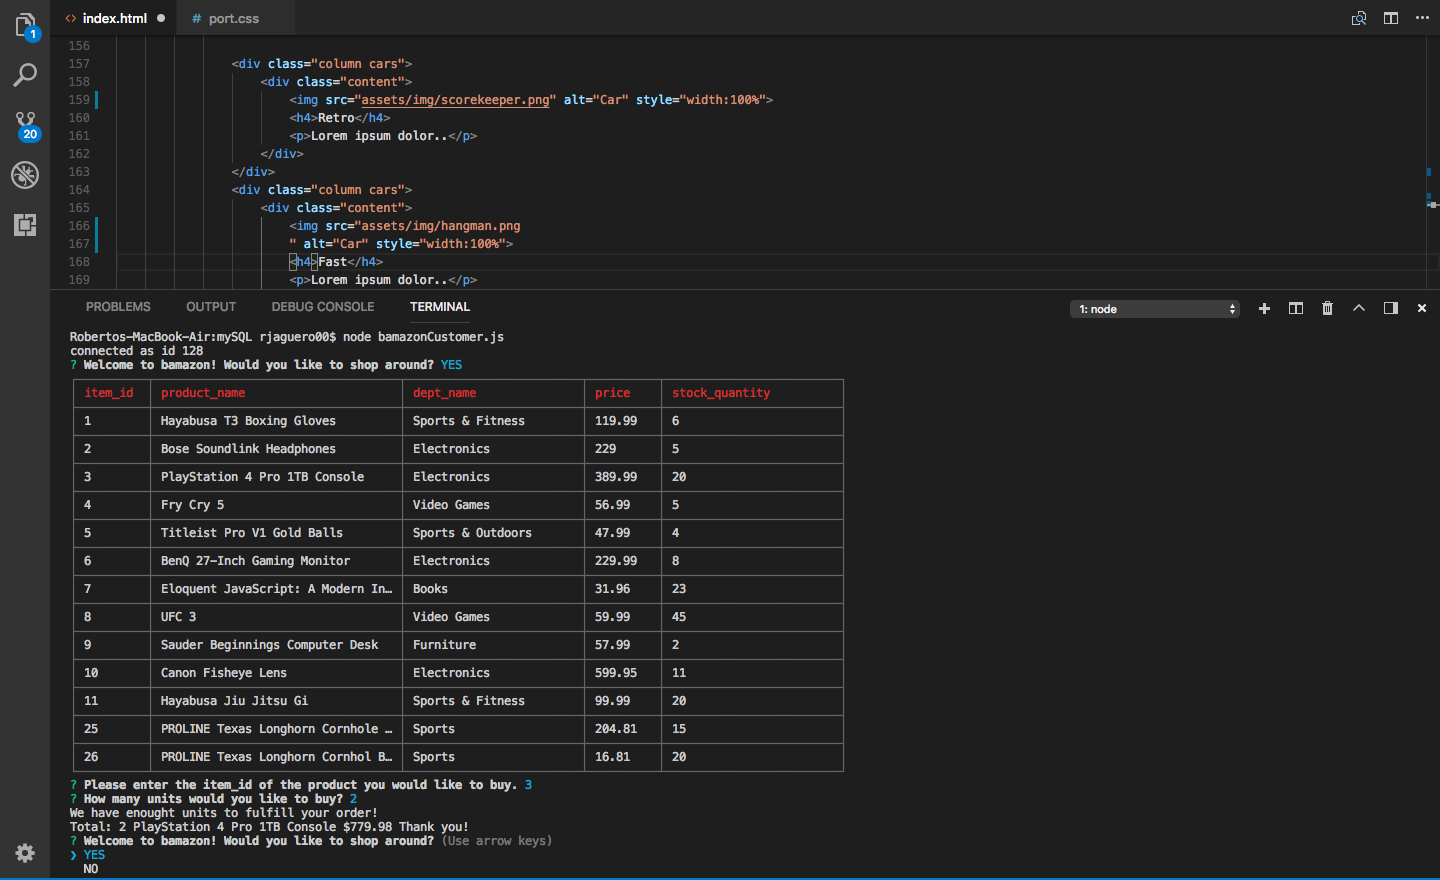 index.html
# port.css
1
20
156
157 <div class="column cars">
158 <div class="content">
159 <img src="assets/img/scorekeeper.png" alt="Car" style="width:100%">
160 <h4>Retro</h4>
161 <p>Lorem ipsum dolor..</p>
162 </div>
163 </div>
164 <div class="column cars">
165 <div class="content">
166 <img src="assets/img/hangman.png
167 " alt="Car" style="width:100%">
168 <h4>Fast</h4>
169 <p>Lorem ipsum dolor..</p>
PROBLEMS OUTPUT DEBUG CONSOLE TERMINAL 1: node
Robertos-MacBook-Air:mySQL rjaguero00$ node bamazonCustomer.js
connected as id 128
? Welcome to bamazon! Would you like to shop around? YES
item_id product_name dept_name price stock_quantity
1 Hayabusa T3 Boxing Gloves Sports & Fitness 119.99 6
2 Bose Soundlink Headphones Electronics 229 5
3 PlayStation 4 Pro 1TB Console Electronics 389.99 20
4 Fry Cry 5 Video Games 56.99 5
5 Titleist Pro V1 Gold Balls Sports & Outdoors 47.99 4
6 BenQ 27-Inch Gaming Monitor Electronics 229.99 8
7 Eloquent JavaScript: A Modern In… Books 31.96 23
8 UFC 3 Video Games 59.99 45
9 Sauder Beginnings Computer Desk Furniture 57.99 2
10 Canon Fisheye Lens Electronics 599.95 11
11 Hayabusa Jiu Jitsu Gi Sports & Fitness 99.99 20
25 PROLINE Texas Longhorn Cornhole … Sports 204.81 15
26 PROLINE Texas Longhorn Cornhol B… Sports 16.81 20
? Please enter the item_id of the product you would like to buy. 3
? How many units would you like to buy? 2
We have enought units to fulfill your order!
Total: 2 PlayStation 4 Pro 1TB Console $779.98 Thank you!
? Welcome to bamazon! Would you like to shop around? (Use arrow keys)
❯ YES
NO